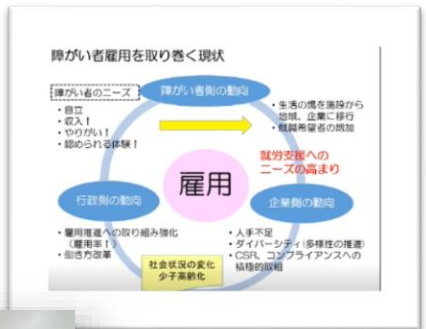 障がい者雇用を取り巻く現状
障がい者のニーズ
・自立
・収入！
・やりがい！
・認められる体験！
障がい者側の動向
・生活の場を施設から
地域、企業に移行
・就職希望者の増加
就労支援への
ニーズの高まり
雇用
行政側の動向
・雇用推進への取り組み強化
（雇用率！）
・働き方改革
企業側の動向
・人手不足
・ダイバーシティ(多様性の推進)
・CSR、コンプライアンスへの
積極的取組
社会状況の変化
少子高齢化